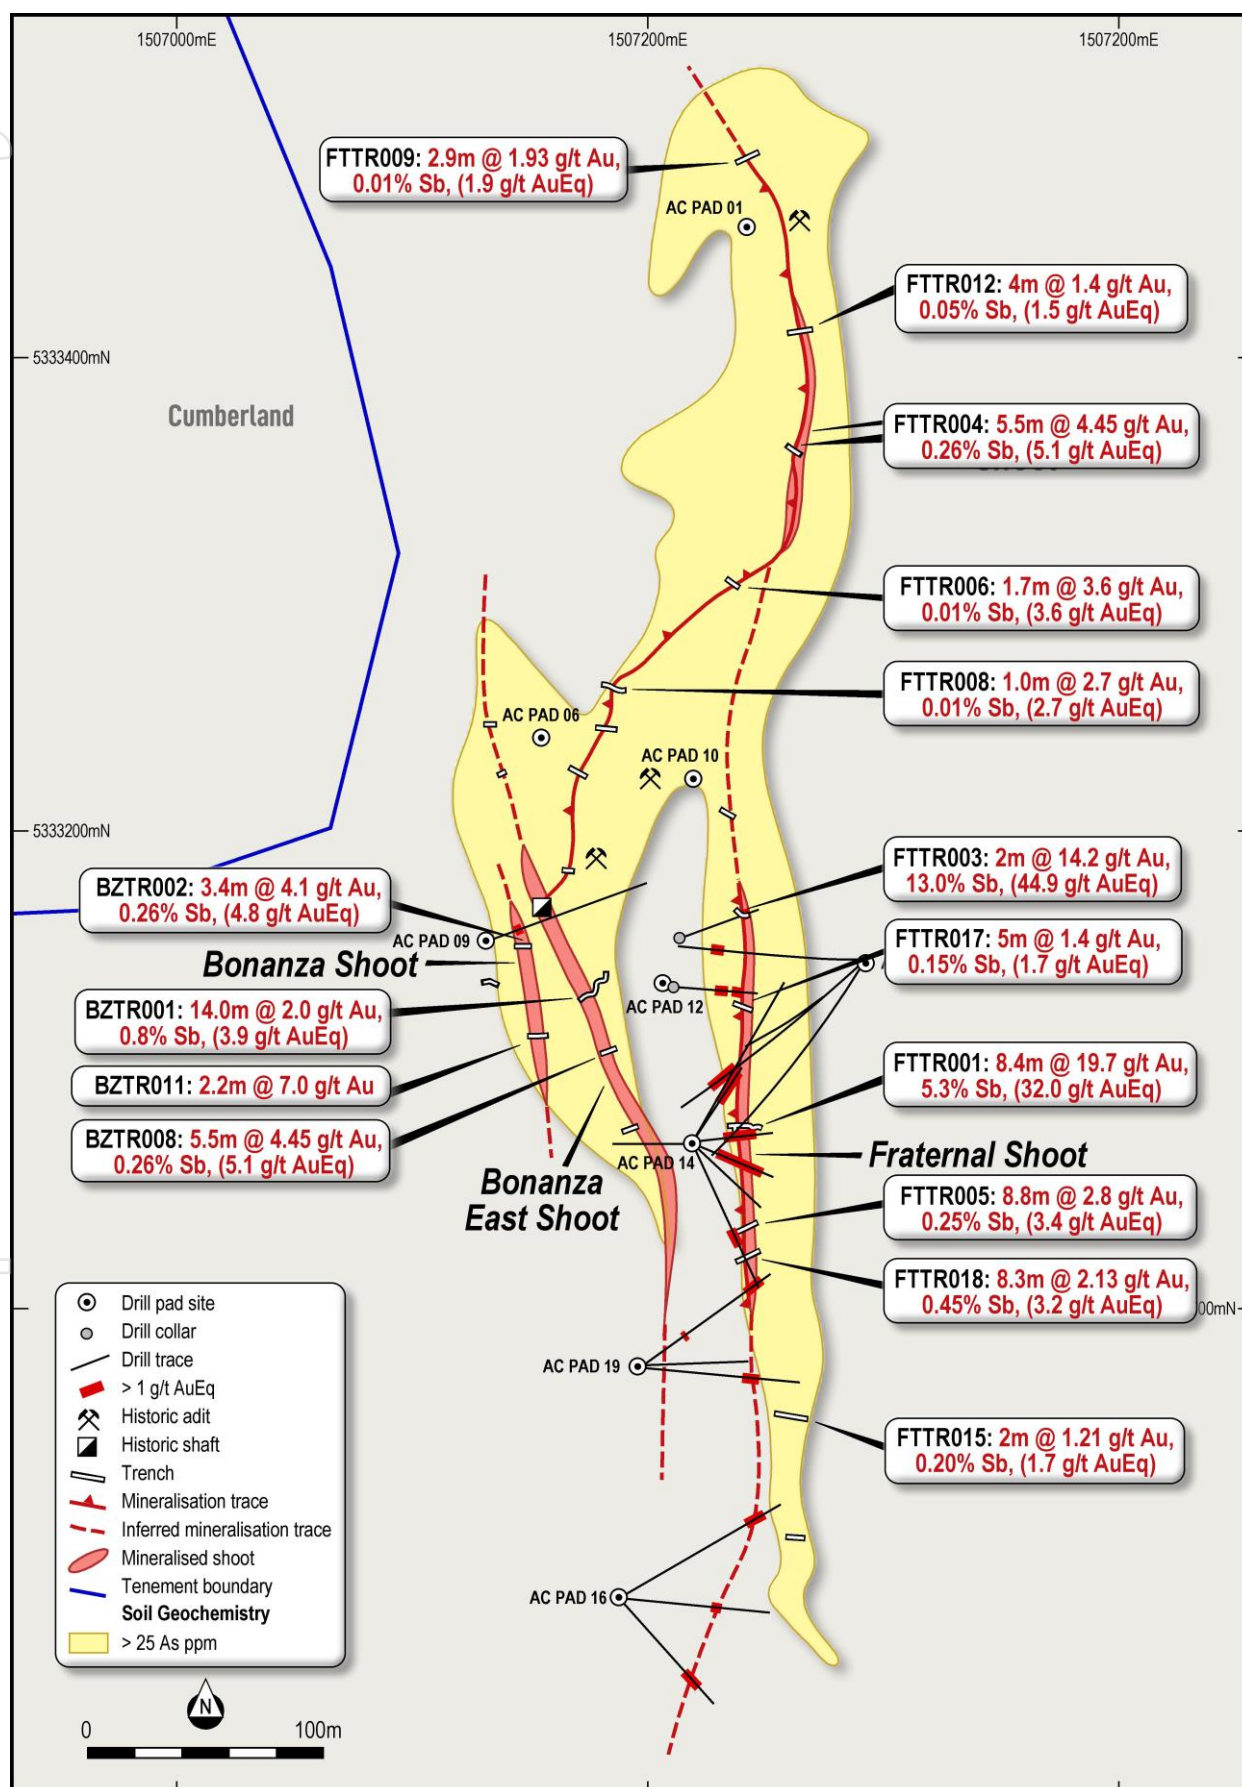 1507000mE
1507200mE
1507200mE
FTTR009: 2.9m @ 1.93 g/t Au,
0.01% Sb, (1.9 g/t AuEq)
AC PAD 01
FTTR012: 4m @ 1.4 g/t Au,
0.05% Sb, (1.5 g/t AuEq)
5333400mN
Cumberland
FTTR004: 5.5m @ 4.45 g/t Au,
0.26% Sb, (5.1 g/t AuEq)
FTTR006: 1.7m @ 3.6 g/t Au,
0.01% Sb, (3.6 g/t AuEq)
FTTR008: 1.0m @ 2.7 g/t Au,
0.01% Sb, (2.7 g/t AuEq)
AC PAD 06
AC PAD 10
5333200mN
FTTR003: 2m @ 14.2 g/t Au,
13.0% Sb, (44.9 g/t AuEq)
BZTR002: 3.4m @ 4.1 g/t Au,
0.26% Sb, (4.8 g/t AuEq)
AC PAD 09
FTTR017: 5m @ 1.4 g/t Au,
0.15% Sb, (1.7 g/t AuEq)
Bonanza Shoot
AC PAD 12
BZTR001: 14.0m @ 2.0 g/t Au,
0.8% Sb, (3.9 g/t AuEq)
FTTR001: 8.4m @ 19.7 g/t Au,
5.3% Sb, (32.0 g/t AuEq)
BZTR011: 2.2m @ 7.0 g/t Au
BZTR008: 5.5m @ 4.45 g/t Au,
0.26% Sb, (5.1 g/t AuEq)
AC PAD 14
Fraternal Shoot
Bonanza
East Shoot
FTTR005: 8.8m @ 2.8 g/t Au,
0.25% Sb, (3.4 g/t AuEq)
FTTR018: 8.3m @ 2.13 g/t Au,
0.45% Sb, (3.2 g/t AuEq)
00mN
AC PAD 19
FTTR015: 2m @ 1.21 g/t Au,
0.20% Sb, (1.7 g/t AuEq)
AC PAD 16
Drill pad site
Drill collar
Drill trace
> 1 g/t AuEq
Historic adit
Historic shaft
Trench
Mineralisation trace
Inferred mineralisation trace
Mineralised shoot
Tenement boundary
Soil Geochemistry
> 25 As ppm
N
0
100m